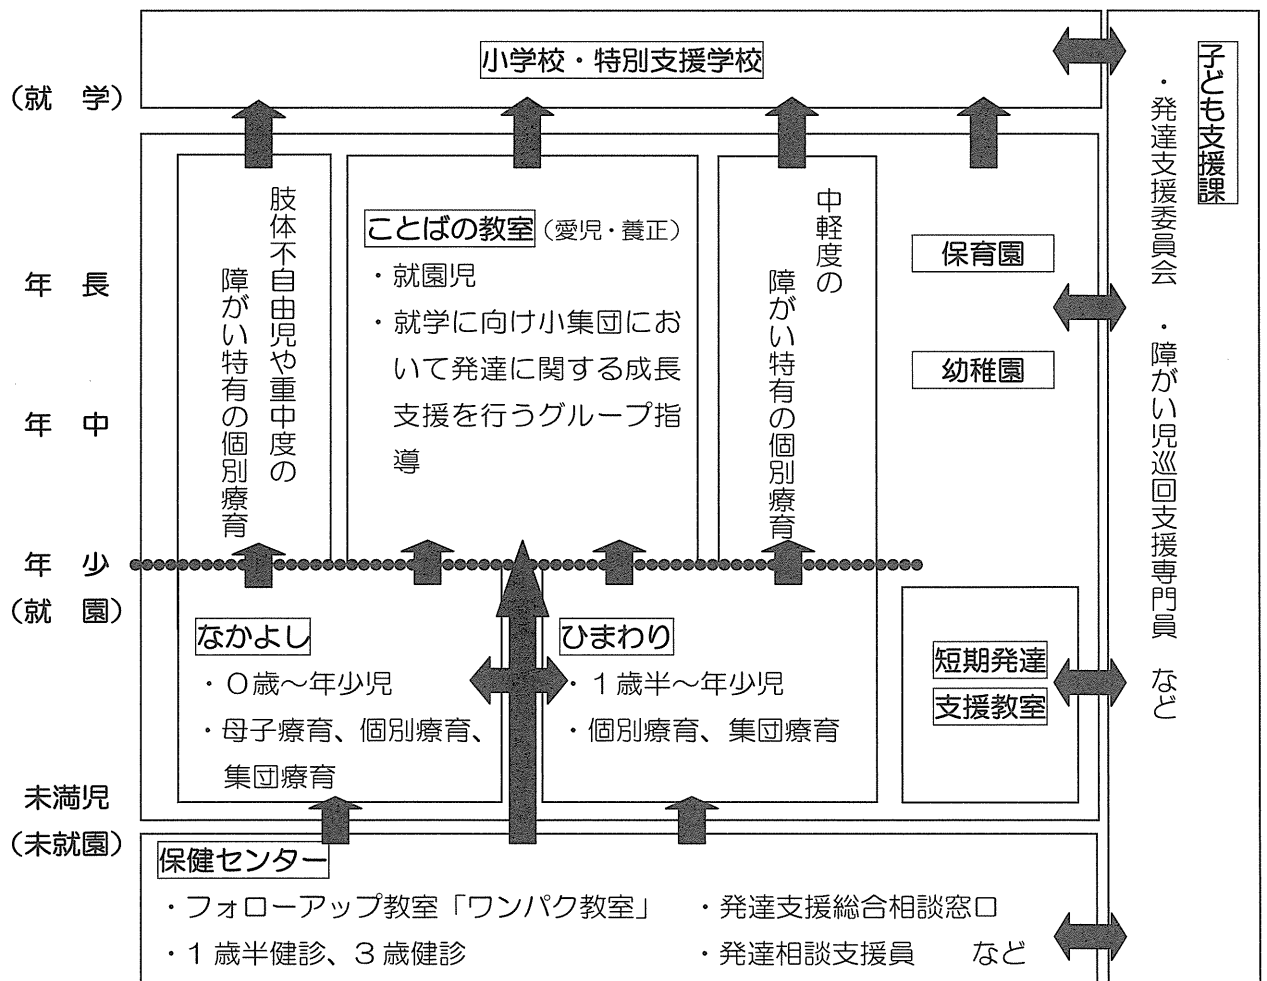 小学校・特別支援学校
(就 学)
年 長
年 中
年 少
(就 園)
未満児
(未就園)
肢体不自由児や重中度の
障がい特有の個別療育
ことばの教室(愛児・養正)
・就園児
・就学に向け小集団にお
いて発達に関する成長
支援を行うグループ指
導
中軽度の
障がい特有の個別療育
保育園
幼稚園
なかよし
・0歳~年少児
・母子療育、個別療育、
集団療育
ひまわり
・1歳半~年少児
・個別療育、集団療育
短期発達
支援教室
保健センター
・フォローアップ教室「ワンパク教室」
・1歳半健診、3歳健診
・発達支援総合相談窓口
・発達相談支援員 など
子ども支援課
・発達支援委員会 ・障がい児巡回支援専門員 など